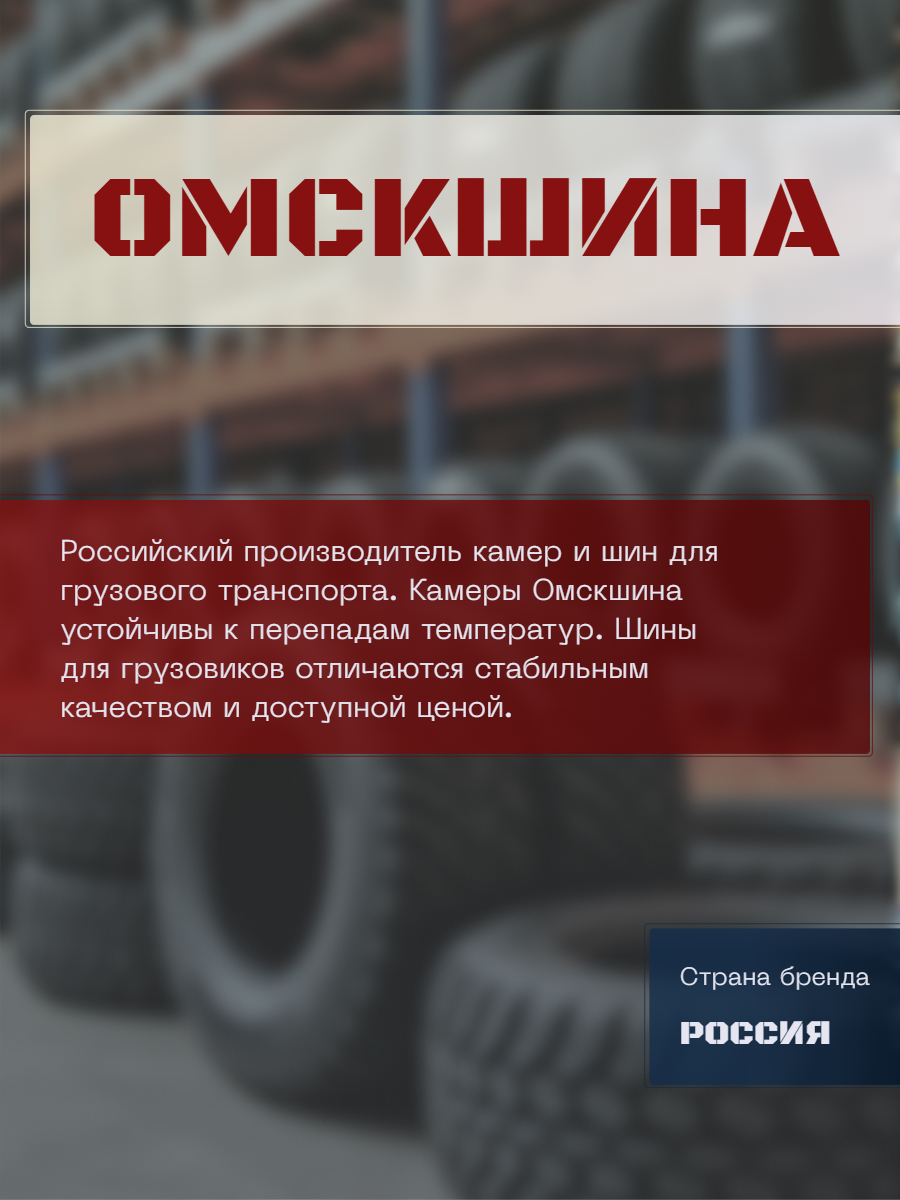 ОМСКШИНА
Российский производитель камер и шин для
грузового транспорта. Камеры Омскшина
устойчивы к перепадам температур. Шины
для грузовиков отличаются стабильным
качеством и доступной ценой.
Страна бренда
РОССИЯ